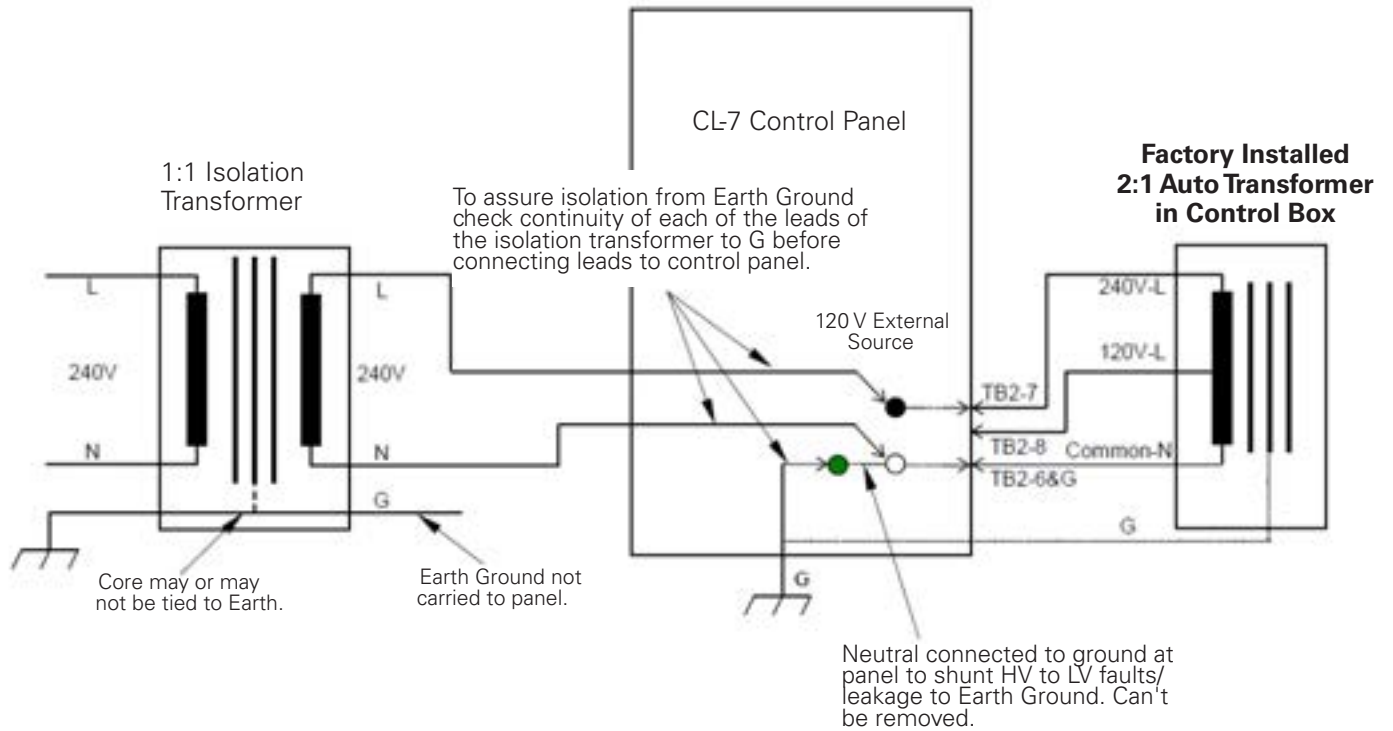 CL-7 Control Panel
Factory Installed
2:1 Auto Transformer
in Control Box
1:1 Isolation
Transformer
To assure isolation from Earth Ground
check continuity of each of the leads of
the isolation transformer to G before
connecting leads to control panel.
L
L
240V-L
120 V External
Source
240V
240V
120V-L
TB2-7
N
N
TB2-8
Common-N
TB2-6&G
G
G
Core may or may
not be tied to Earth.
Earth Ground not
carried to panel.
G
Neutral connected to ground at
panel to shunt HV to LV faults/
leakage to Earth Ground. Can't
be removed.